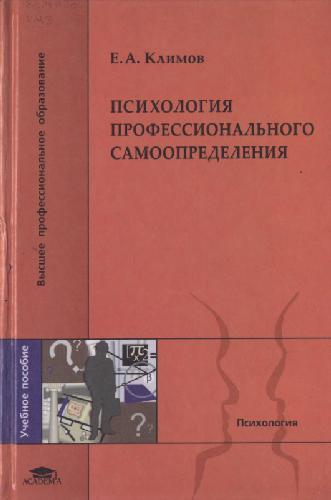 Е. А. Климов
ПСИХОЛОГИЯ
ПРОФЕССИОНАЛЬНОГО
САМООПРЕДЕЛЕНИЯ
Высшее профессиональное образование
Учебное пособие
Психология
ACADEMA